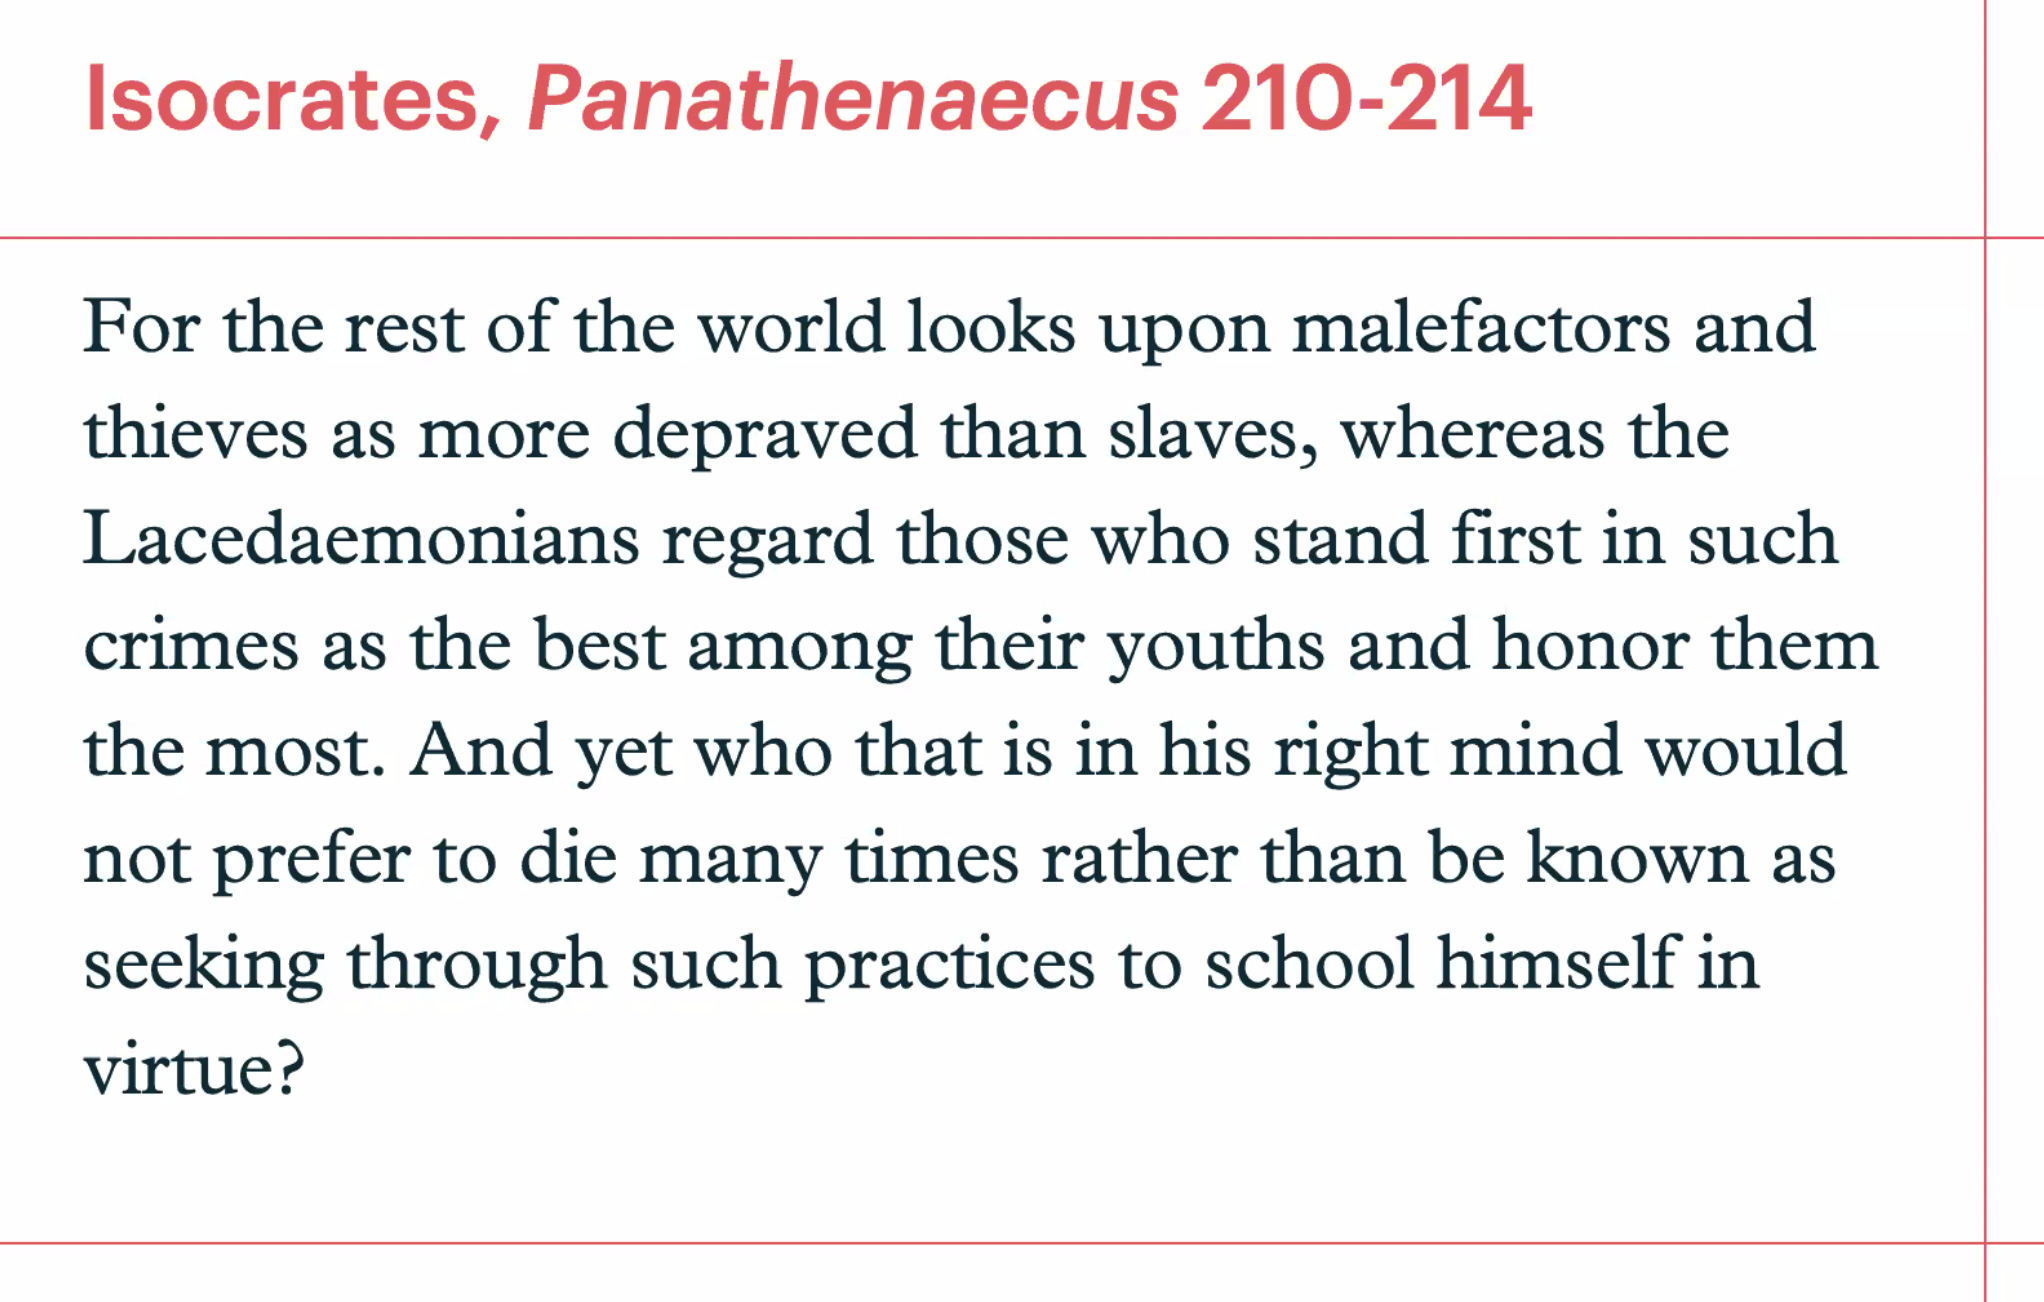 Isocrates, Panathenaecus 210-214
For the rest of the world looks upon malefactors and
thieves as more depraved than slaves, whereas the
Lacedaemonians regard those who stand first in such
crimes as the best among their youths and honor them
the most. And yet who that is in his right mind would
not prefer to die many times rather than be known as
seeking through such practices to school himself in
virtue?